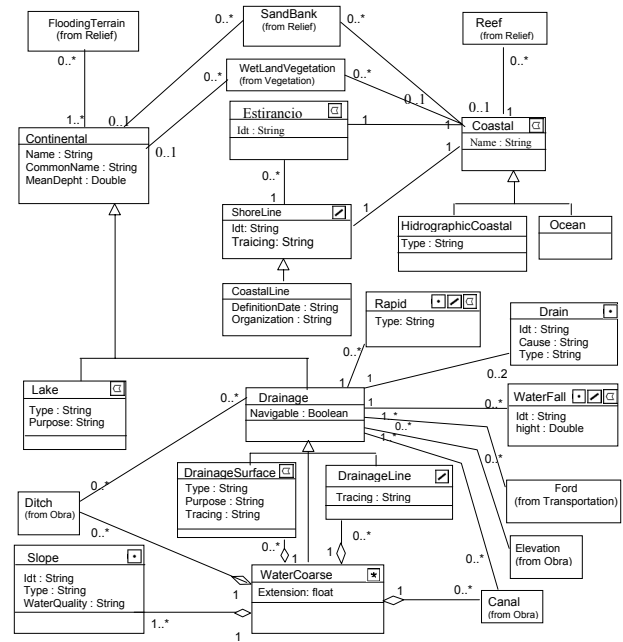 FloodingTerrain
(from Relief)
0..*
SandBank
(from Relief)
0..*
0..*
Reef
(from Relief)
0..*
WetLandVegetation
(from Vegetation)
0..*
0..*
1..*
0..1
0..1
0..1
0..1
1
Estirancio
Idt : String
1
1
Coastal
Name : String
Continental
Name : String
CommonName : String
MeanDepht : Double
0..*
1
1
1
ShoreLine
Idt: String
Traicing: String
HidrographicCoastal
Type : String
Ocean
CoastalLine
DefinitionDate : String
Organization : String
Rapid
Type: String
Drain
Idt : String
Cause : String
Type : String
0..*
0..2
Lake
Type : String
Purpose: String
0..*
1
1
Drainage
Navigable : Boolean
1
1..*
0..*
1..*
0..*
WaterFall
Idt : String
hight : Double
DrainageSurface
Type : String
Purpose : String
Tracing : String
DrainageLine
Tracing : String
0..*
0..*
Ford
(from Transportation)
0..*
Ditch
(from Obra)
0..*
0..*
0..*
Elevation
(from Obra)
Slope
Idt : String
Type : String
WaterQuality : String
1
1
WaterCoarse
Extension: float
*
1
0..*
0..*
Canal
(from Obra)
1
1..*
1